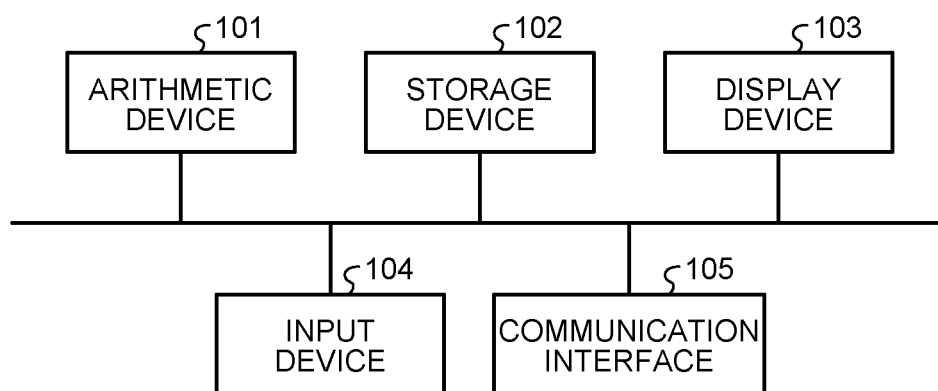 101
ARITHMETIC
DEVICE
102
STORAGE
DEVICE
103
DISPLAY
DEVICE
104
INPUT
DEVICE
105
COMMUNICATION
INTERFACE